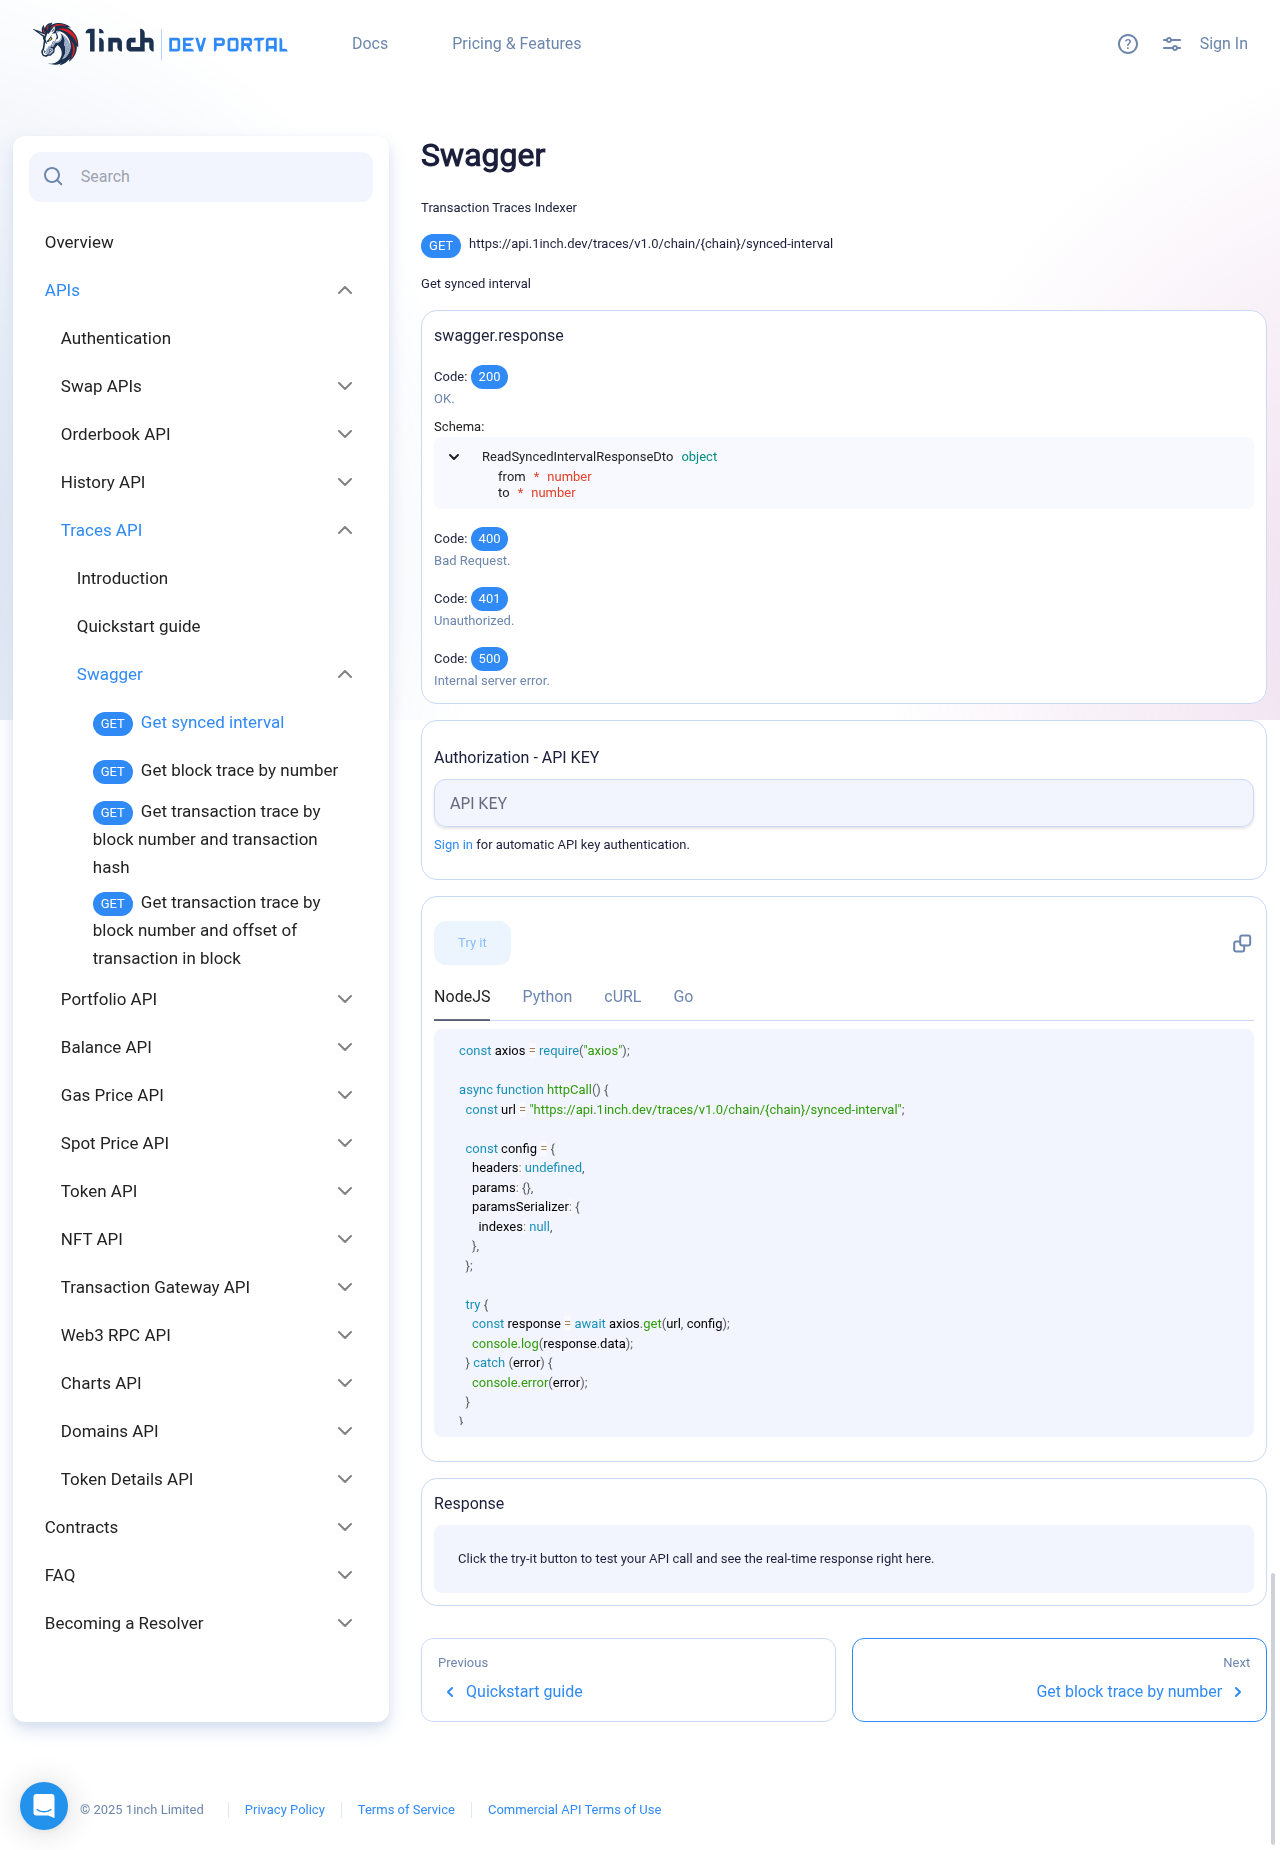 1inch DEV PORTAL
Docs
Pricing & Features
Sign In
Search
Overview
APIs
Authentication
Swap APIs
Orderbook API
History API
Traces API
Introduction
Quickstart guide
Swagger
GET Get synced interval
GET Get block trace by number
GET Get transaction trace by
block number and transaction
hash
GET Get transaction trace by
block number and offset of
transaction in block
Portfolio API
Balance API
Gas Price API
Spot Price API
Token API
NFT API
Transaction Gateway API
Web3 RPC API
Charts API
Domains API
Token Details API
Contracts
FAQ
Becoming a Resolver
Swagger
Transaction Traces Indexer
GET https://api.1inch.dev/traces/v1.0/chain/{chain}/synced-interval
Get synced interval
swagger.response
Code: 200
OK.
Schema:
ReadSyncedIntervalResponseDto object
from * number
to * number
Code: 400
Bad Request.
Code: 401
Unauthorized.
Code: 500
Internal server error.
Authorization - API KEY
API KEY
Sign in for automatic API key authentication.
Try it
NodeJS Python cURL Go
const axios = require("axios");
async function httpCall() {
const url = "https://api.1inch.dev/traces/v1.0/chain/{chain}/synced-interval";
const config = {
headers: undefined,
params: {},
paramsSerializer: {
indexes: null,
},
};
try {
const response = await axios.get(url, config);
console.log(response.data);
} catch (error) {
console.error(error);
}
}
Response
Click the try-it button to test your API call and see the real-time response right here.
Previous
Quickstart guide
Next
Get block trace by number
© 2025 1inch Limited
Privacy Policy
Terms of Service
Commercial API Terms of Use